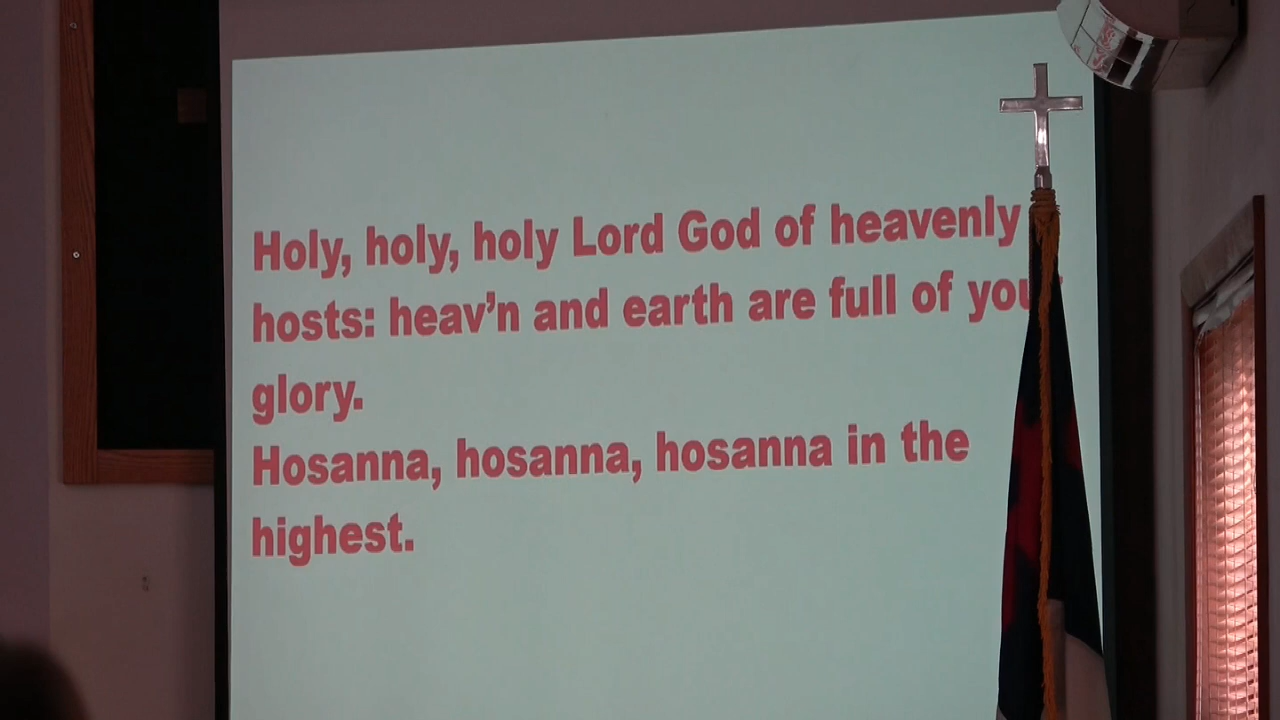 Holy, holy, holy Lord God of heavenly
hosts: heav’n and earth are full of your
glory.
Hosanna, hosanna, hosanna in the
highest.